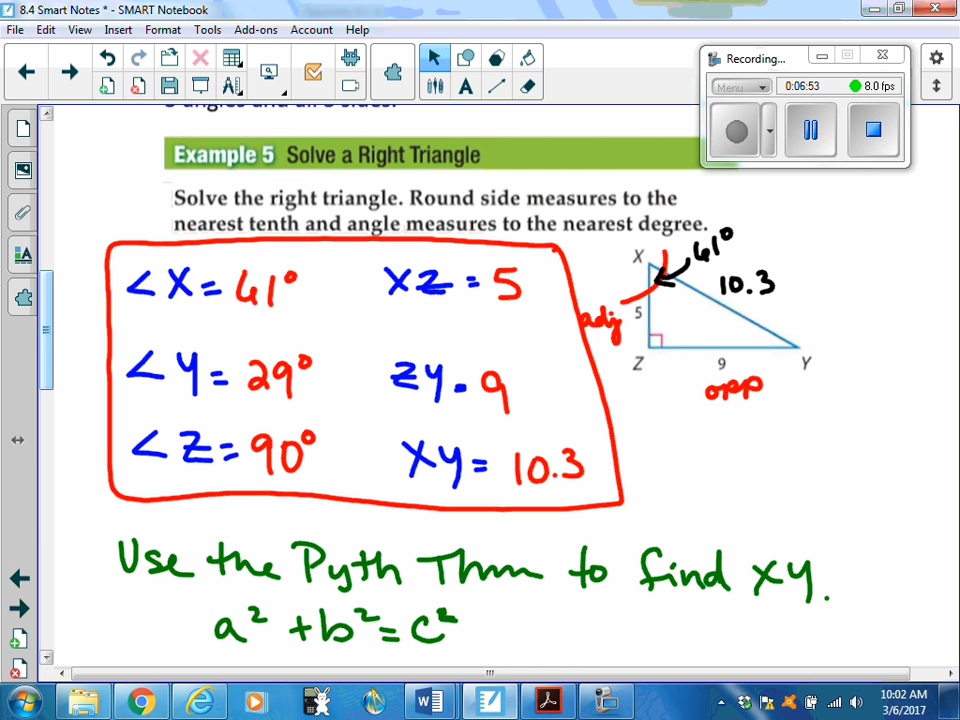 8.4 Smart Notes * - SMART Notebook
File Edit View Insert Format Tools Add-ons Account Help
Recording...
Menu 0:06:53 8.0 fps
Example 5 Solve a Right Triangle
Solve the right triangle. Round side measures to the
nearest tenth and angle measures to the nearest degree.
<X = 61° XZ = 5
<Y = 29° ZY = 9
<Z = 90° XY = 10.3
X 61°
10.3
adj 5
Z 9 Y
opp
Use the Pyth Thm to find XY.
a² + b² = c²
10:02 AM
3/6/2017